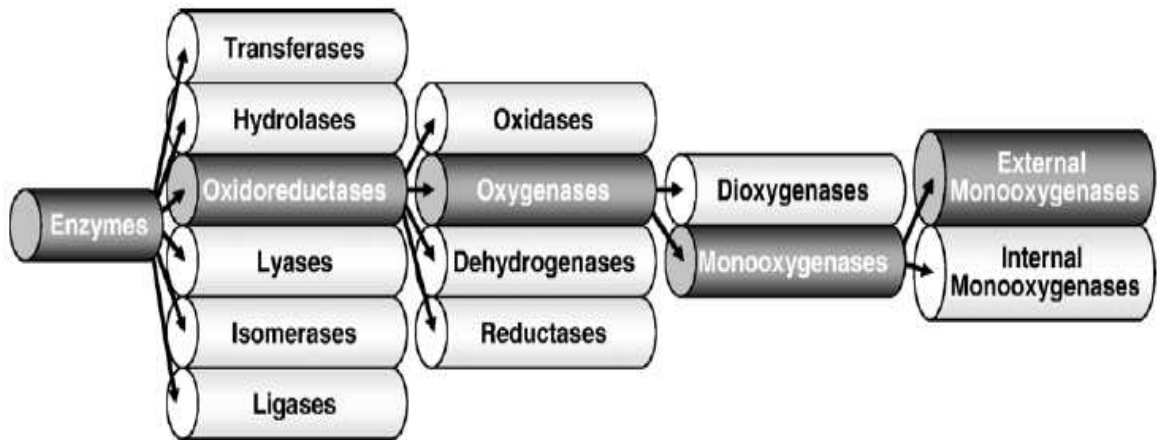 Enzymes
Transferases
Hydrolases
Oxidoreductases
Lyases
Isomerases
Ligases
Oxidases
Oxygenases
Dehydrogenases
Reductases
Dioxygenases
Monooxygenases
External
Monooxygenases
Internal
Monooxygenases